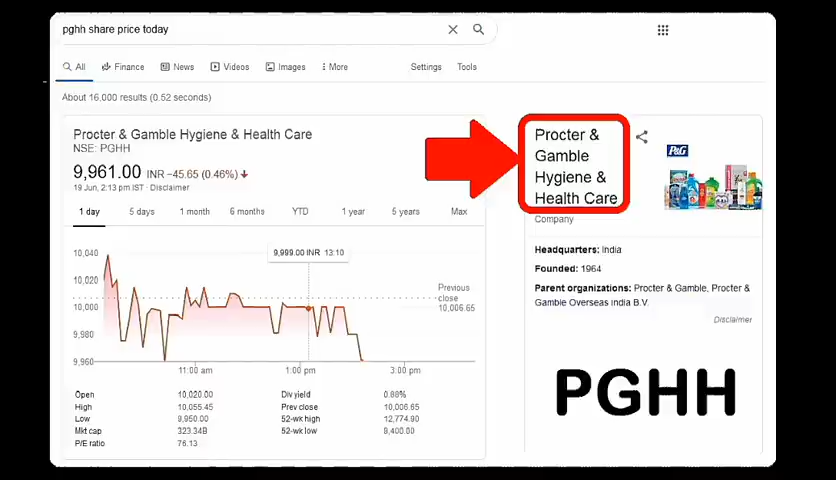 pghh share price today
All Finance News Videos Images More Settings Tools
About 16,000 results (0.52 seconds)
Procter & Gamble Hygiene & Health Care
NSE: PGHH
9,961.00 INR −45.65 (0.46%)
19 Jun, 2:13 pm IST · Disclaimer
1 day 5 days 1 month 6 months YTD 1 year 5 years Max
9,999.00 INR 13:10
10,040
10,020
10,000
9,980
9,960
Previous
close
10,006.65
11:00 am 1:00 pm 3:00 pm
Open 10,020.00 Div yield 0.88%
High 10,055.45 Prev close 10,006.65
Low 9,950.00 52-wk high 12,774.90
Mkt cap 323.34B 52-wk low 8,400.00
P/E ratio 76.13
Procter &
Gamble
Hygiene &
Health Care
P&G
Company
Headquarters: India
Founded: 1964
Parent organizations: Procter & Gamble, Procter &
Gamble Overseas India B.V.
Disclaimer
PGHH